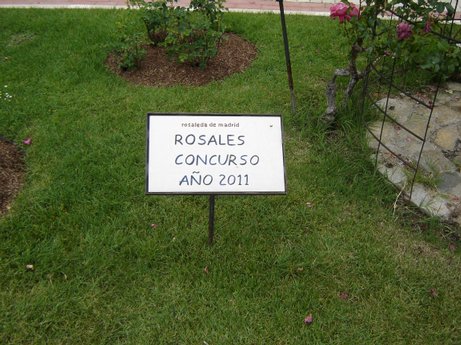 rosaleda de madrid
ROSALES
CONCURSO
AÑO 2011